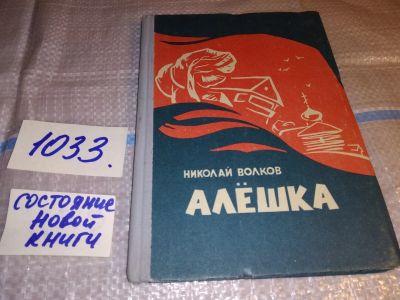 1033.
СОСТОЯНИЕ
НОВОЙ
КНИГИ
НИКОЛАЙ ВОЛКОВ
АЛЁШКА